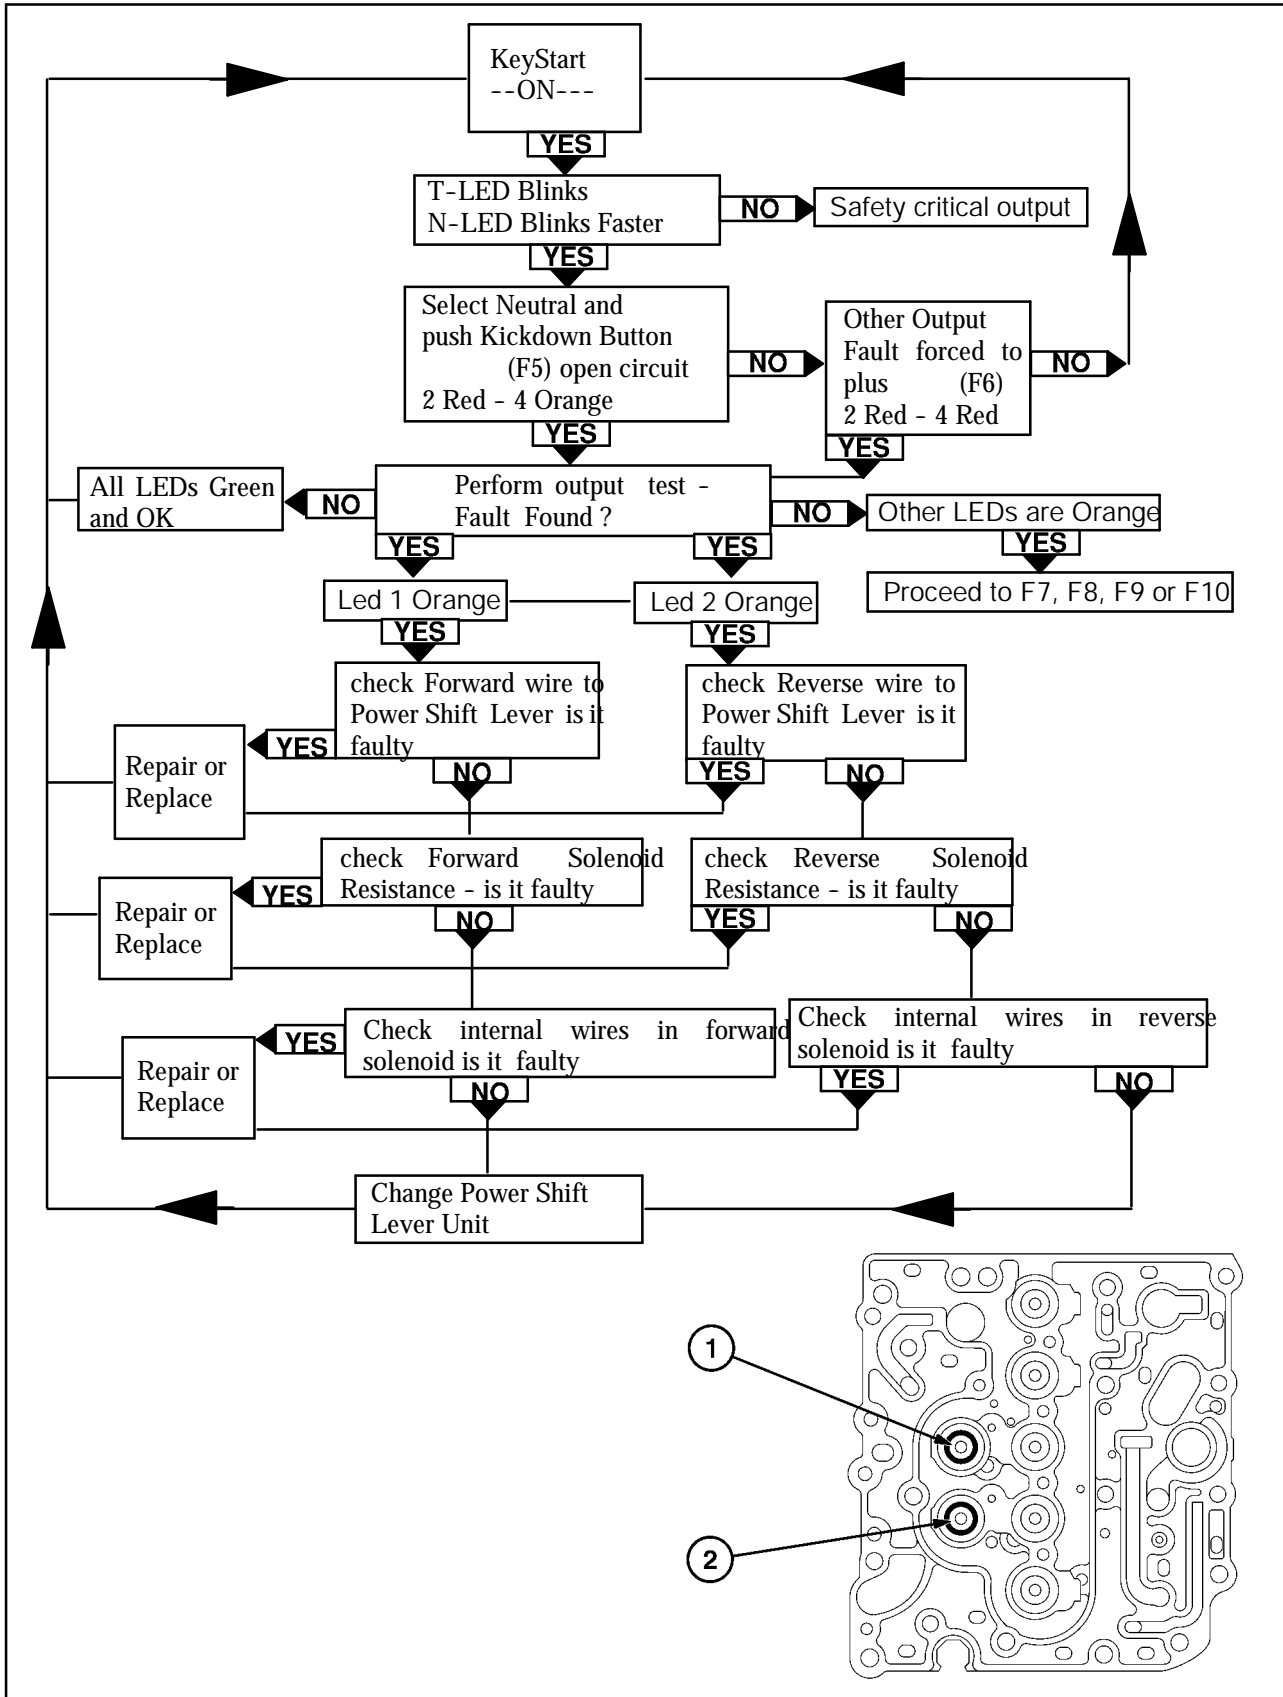 KeyStart
--ON---
YES
T-LED Blinks
N-LED Blinks Faster
NO
Safety critical output
YES
Select Neutral and
push Kickdown Button
(F5) open circuit
2 Red - 4 Orange
NO
Other Output
Fault forced to
plus (F6)
2 Red - 4 Red
NO
YES
YES
All LEDs Green
and OK
NO
Perform output test -
Fault Found ?
NO
Other LEDs are Orange
YES
YES
YES
Proceed to F7, F8, F9 or F10
Led 1 Orange
Led 2 Orange
YES
YES
check Forward wire to
Power Shift Lever is it
faulty
check Reverse wire to
Power Shift Lever is it
faulty
YES
NO
YES
NO
Repair or
Replace
check Forward Solenoid
Resistance - is it faulty
check Reverse Solenoid
Resistance - is it faulty
YES
NO
YES
NO
Repair or
Replace
Check internal wires in forward
solenoid is it faulty
Check internal wires in reverse
solenoid is it faulty
YES
NO
YES
NO
Repair or
Replace
Change Power Shift
Lever Unit
1
2